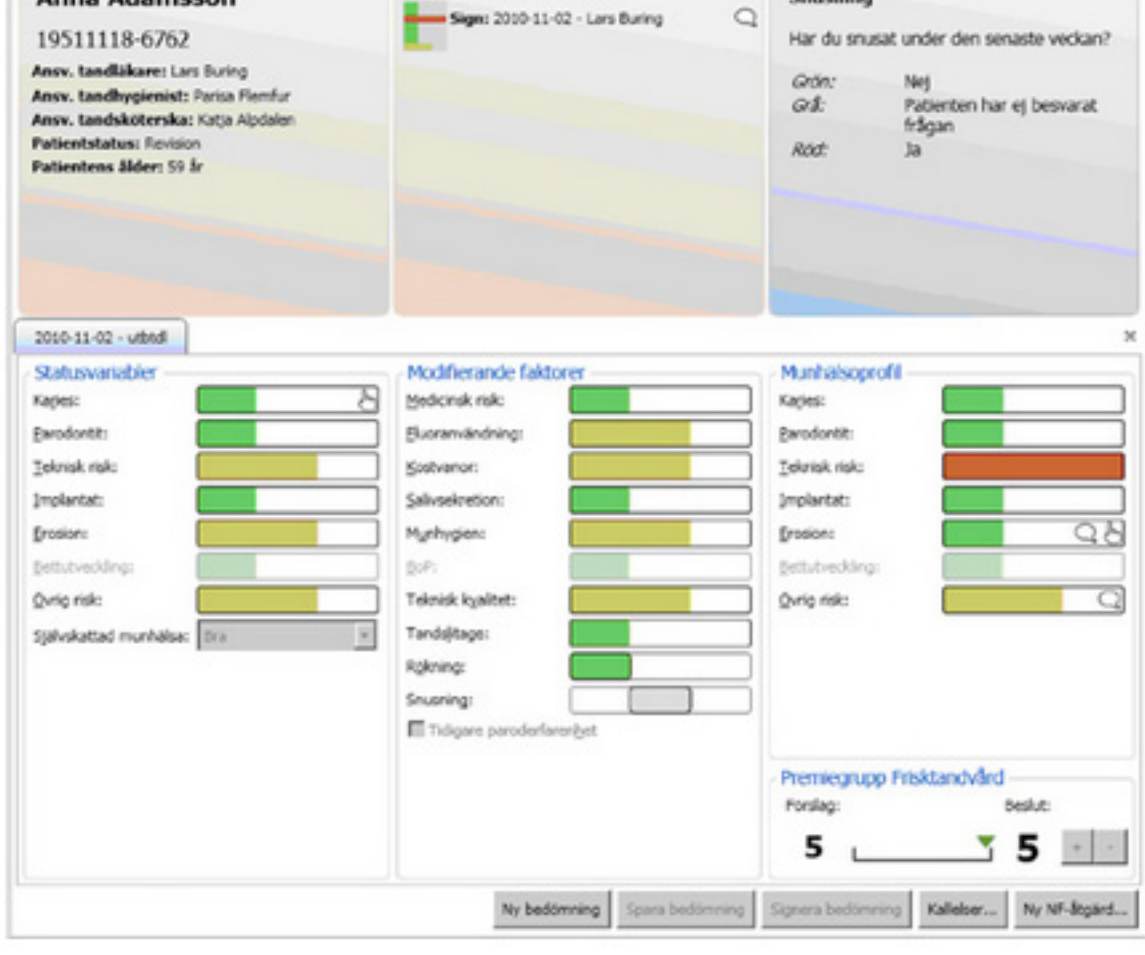 Anna Adamsson
19511118-6762
Ansv. tandläkare: Lars Buring
Ansv. tandhygienist: Parisa Flemfur
Ansv. tandsköterska: Katja Alpdalen
Patientstatus: Revision
Patientens ålder: 59 år
Sign: 2010-11-02 - Lars Buring
Snusning
Har du snusat under den senaste veckan?
Grön: Nej
Grå: Patienten har ej besvarat
frågan
Röd: Ja
2010-11-02 - utbtdl
Statusvariabler
Karies:
Parodontit:
Teknisk risk:
Implantat:
Erosion:
Bettutveckling:
Övrig risk:
Självskattad munhälsa: Bra
Modifierande faktorer
Medicinsk risk:
Fluoranvändning:
Kostvanor:
Salivsekretion:
Munhygien:
BoP:
Teknisk kvalitet:
Tandslitage:
Rökning:
Snusning:
Tidigare paroderfarenhet
Munhälsoprofil
Karies:
Parodontit:
Teknisk risk:
Implantat:
Erosion:
Bettutveckling:
Övrig risk:
Premiegrupp Frisktandvård
Förslag: Beslut:
5 5 + -
Ny bedömning Spara bedömning Signera bedömning Kallelser... Ny NF-åtgärd...